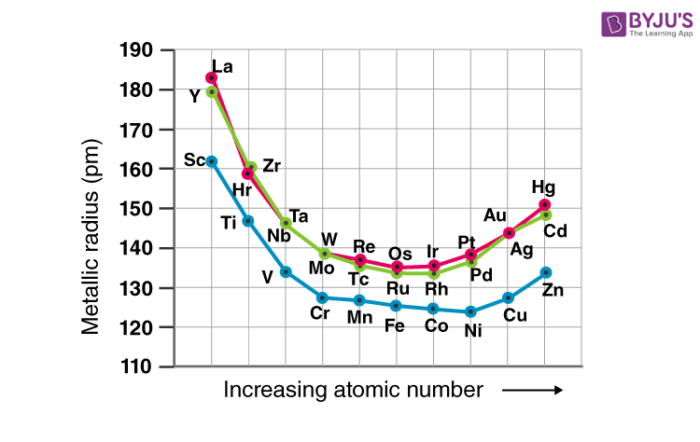 BYJU'S
The Learning App
190
180
170
160
150
140
130
120
110
Metallic radius (pm)
La
Y
Sc
Zr
Hr
Ti
Ta
Nb
V
W
Mo
Cr
Re
Tc
Mn
Os
Ru
Fe
Ir
Rh
Co
Pt
Pd
Ni
Au
Ag
Cu
Hg
Cd
Zn
Increasing atomic number